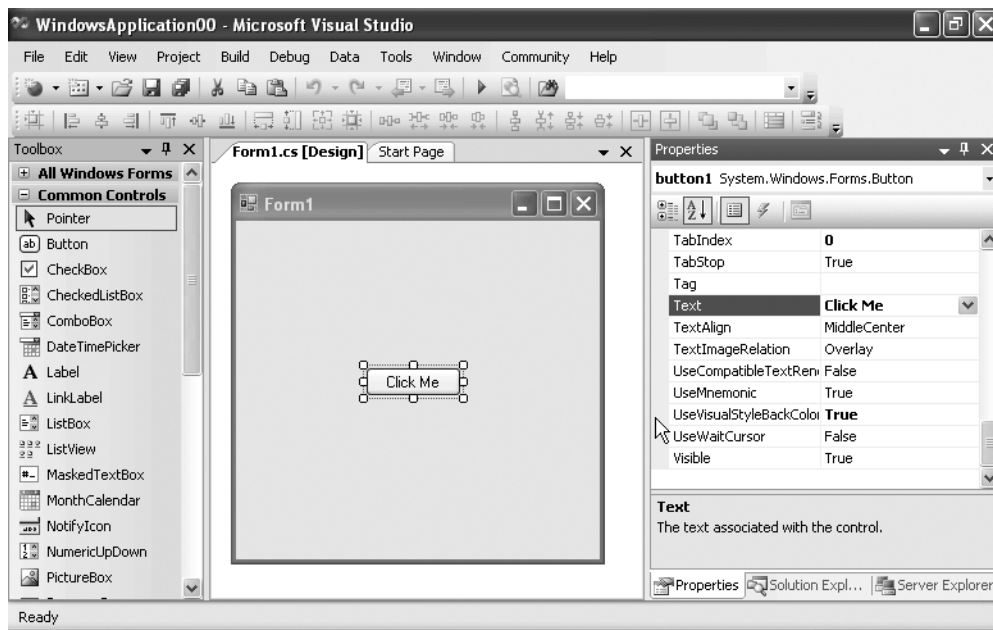 WindowsApplication00 - Microsoft Visual Studio
File Edit View Project Build Debug Data Tools Window Community Help
Toolbox
All Windows Forms
Common Controls
Pointer
ab Button
CheckBox
CheckedListBox
ComboBox
DateTimePicker
A Label
A LinkLabel
ListBox
ListView
#_ MaskedTextBox
MonthCalendar
NotifyIcon
NumericUpDown
PictureBox
Form1.cs [Design] Start Page
Form1
Click Me
Properties
button1 System.Windows.Forms.Button
TabIndex 0
TabStop True
Tag
Text Click Me
TextAlign MiddleCenter
TextImageRelation Overlay
UseCompatibleTextRen False
UseMnemonic True
UseVisualStyleBackColor True
UseWaitCursor False
Visible True
Text
The text associated with the control.
Properties Solution Expl... Server Explorer
Ready